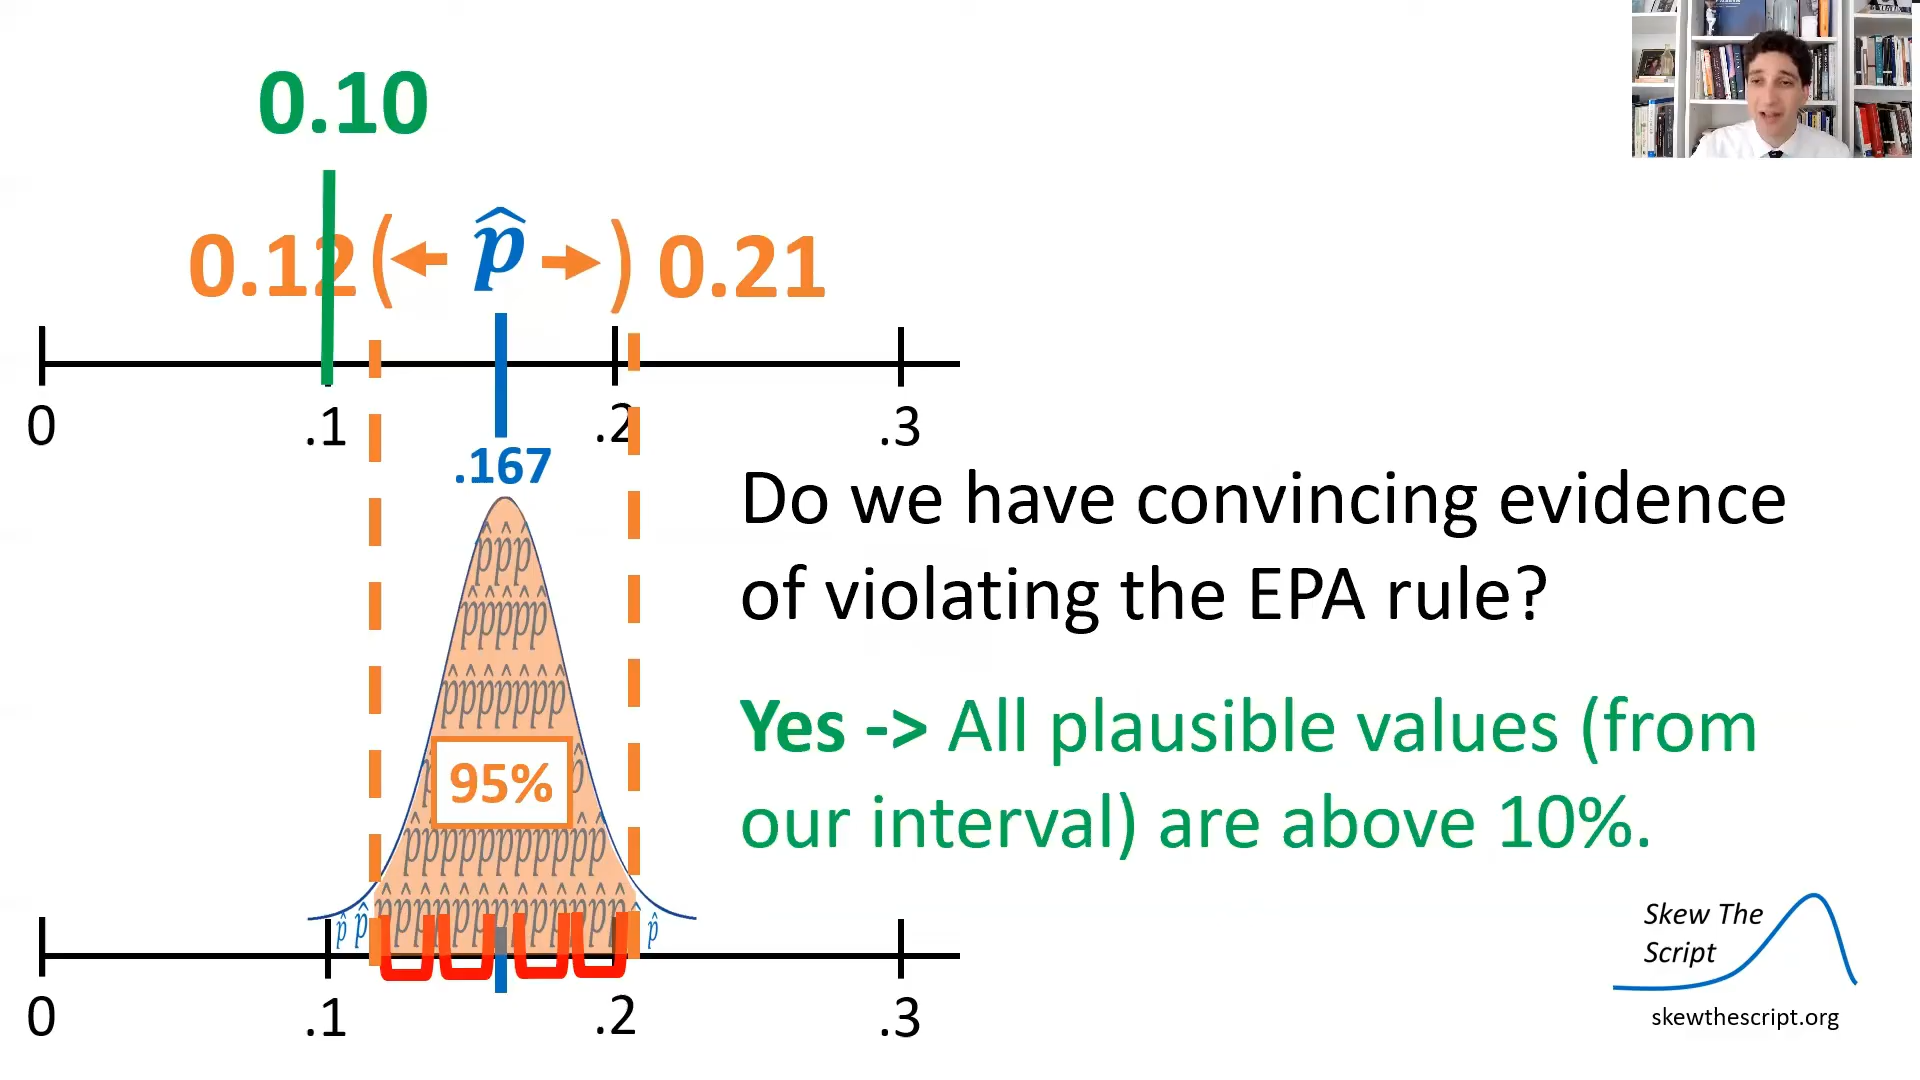 0.10
0.12 ( p̂ ) 0.21
0 .1 .2 .3
.167
p̂p̂p̂
p̂p̂p̂p̂p̂
p̂p̂p̂p̂p̂p̂p̂
95%
p̂p̂p̂p̂p̂p̂p̂p̂p̂p̂p̂
p̂ p̂ p̂p̂p̂p̂p̂p̂p̂p̂p̂p̂p̂p̂p̂ p̂
0 .1 .2 .3
Do we have convincing evidence
of violating the EPA rule?
Yes -> All plausible values (from
our interval) are above 10%.
Skew The
Script
skewthescript.org